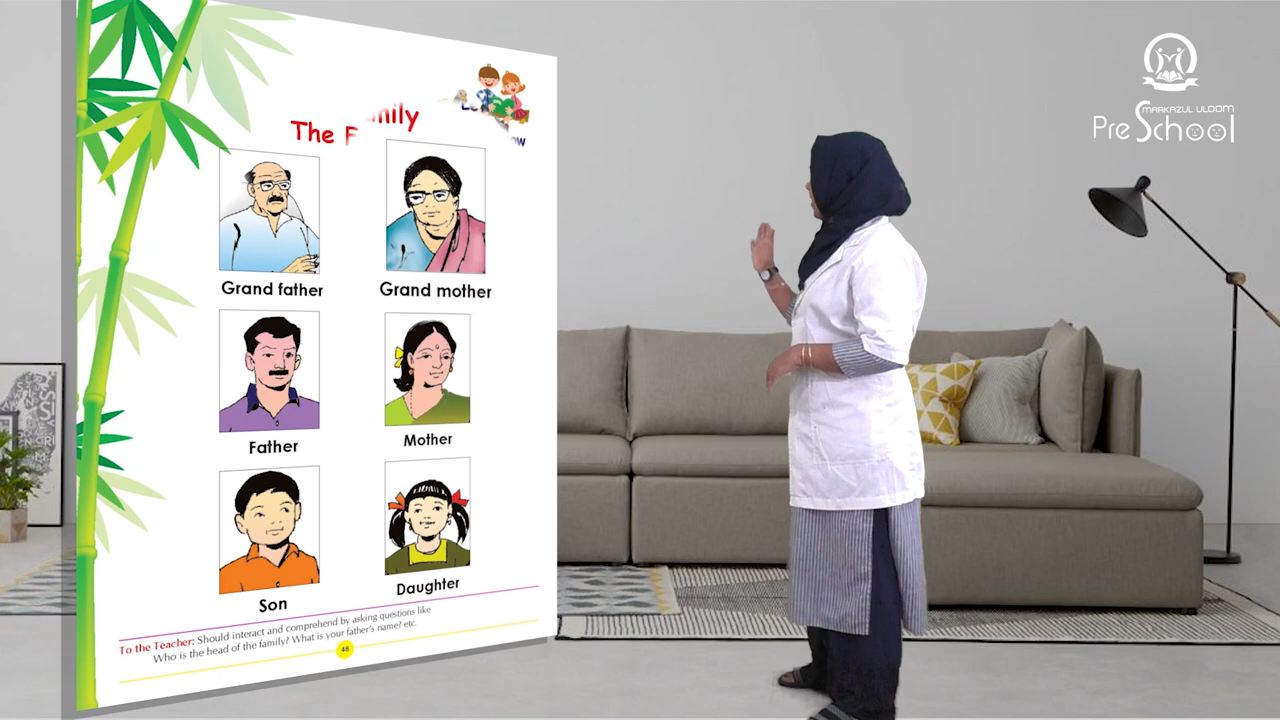 The Family
Grand father
Grand mother
Father
Mother
Son
Daughter
To the Teacher: Should interact and comprehend by asking questions like
Who is the head of the family? What is your father's name? etc.
48
MARKAZUL ULOOM
Pre School